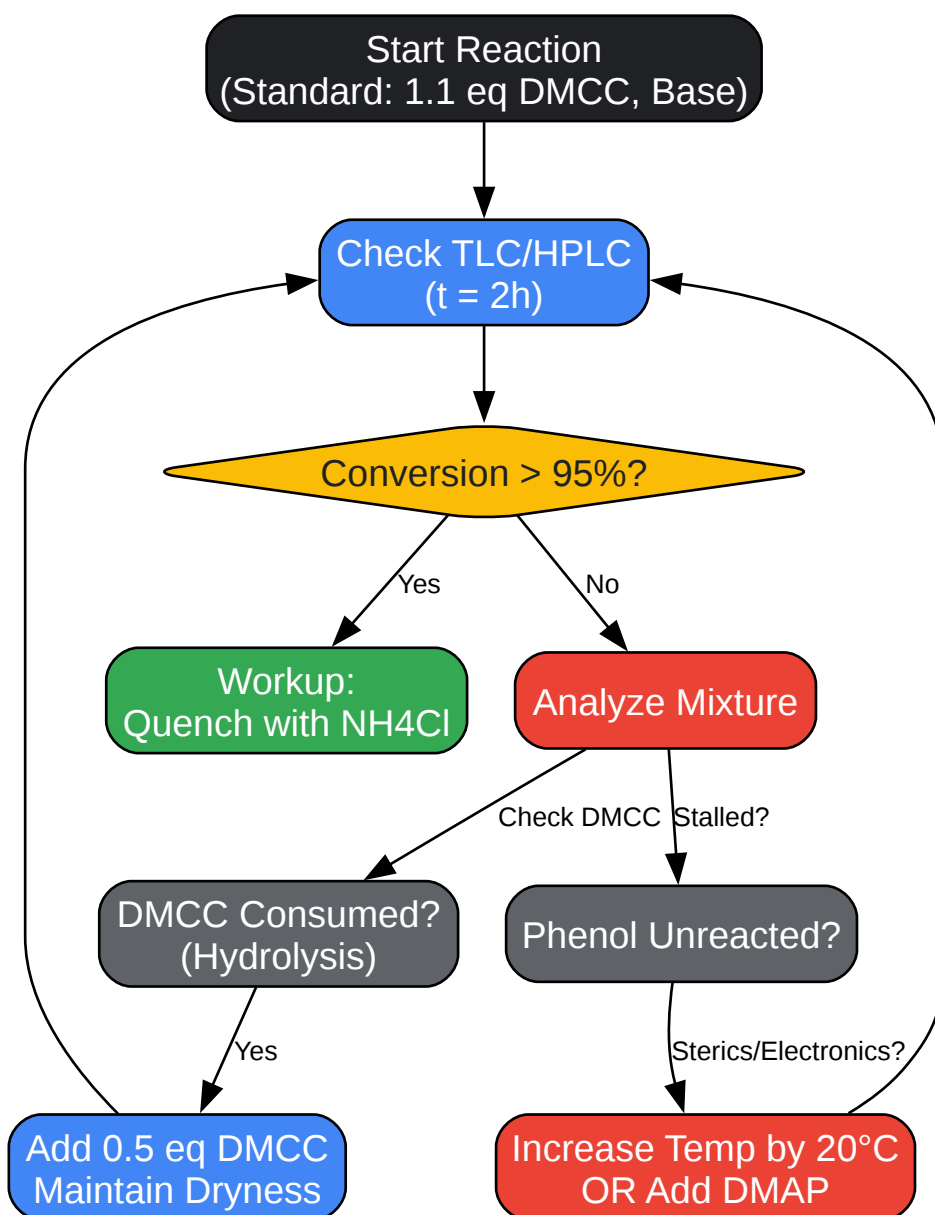 Start Reaction
(Standard: 1.1 eq DMCC, Base)
Check TLC/HPLC
(t = 2h)
Conversion > 95%?
Yes
No
Workup:
Quench with NH4Cl
Analyze Mixture
Check DMCC
Stalled?
DMCC Consumed?
(Hydrolysis)
Phenol Unreacted?
Yes
Sterics/Electronics?
Add 0.5 eq DMCC
Maintain Dryness
Increase Temp by 20°C
OR Add DMAP